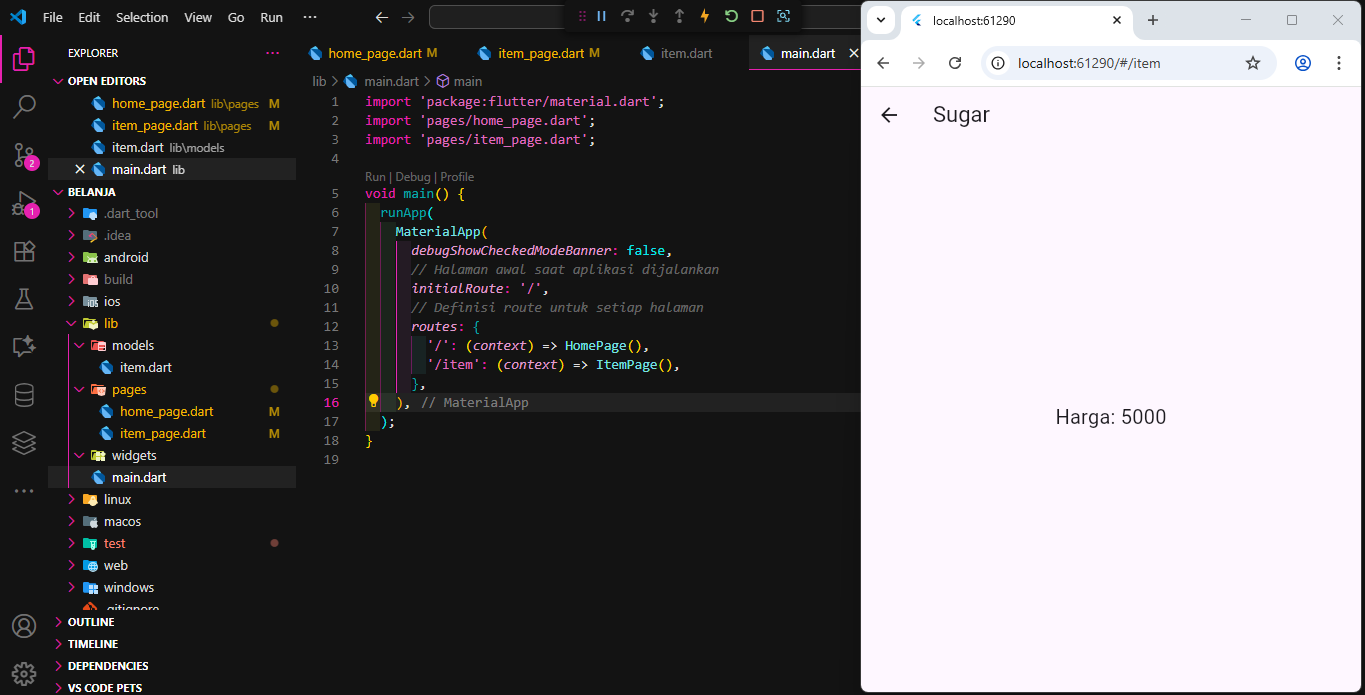 File Edit Selection View Go Run ···
EXPLORER ···
OPEN EDITORS
home_page.dart lib\pages M
item_page.dart lib\pages M
item.dart lib\models
main.dart lib
BELANJA
.dart_tool
.idea
android
build
ios
lib
models
item.dart
pages
home_page.dart M
item_page.dart M
widgets
main.dart
linux
macos
test
web
windows
.gitignore
OUTLINE
TIMELINE
DEPENDENCIES
VS CODE PETS
2
1
home_page.dart M item_page.dart M item.dart main.dart
lib > main.dart > main
1 import 'package:flutter/material.dart';
2 import 'pages/home_page.dart';
3 import 'pages/item_page.dart';
4
Run | Debug | Profile
5 void main() {
6 runApp(
7 MaterialApp(
8 debugShowCheckedModeBanner: false,
9 // Halaman awal saat aplikasi dijalankan
10 initialRoute: '/',
11 // Definisi route untuk setiap halaman
12 routes: {
13 '/': (context) => HomePage(),
14 '/item': (context) => ItemPage(),
15 },
16 ), // MaterialApp
17 );
18 }
19
localhost:61290
localhost:61290/#/item
Sugar
Harga: 5000